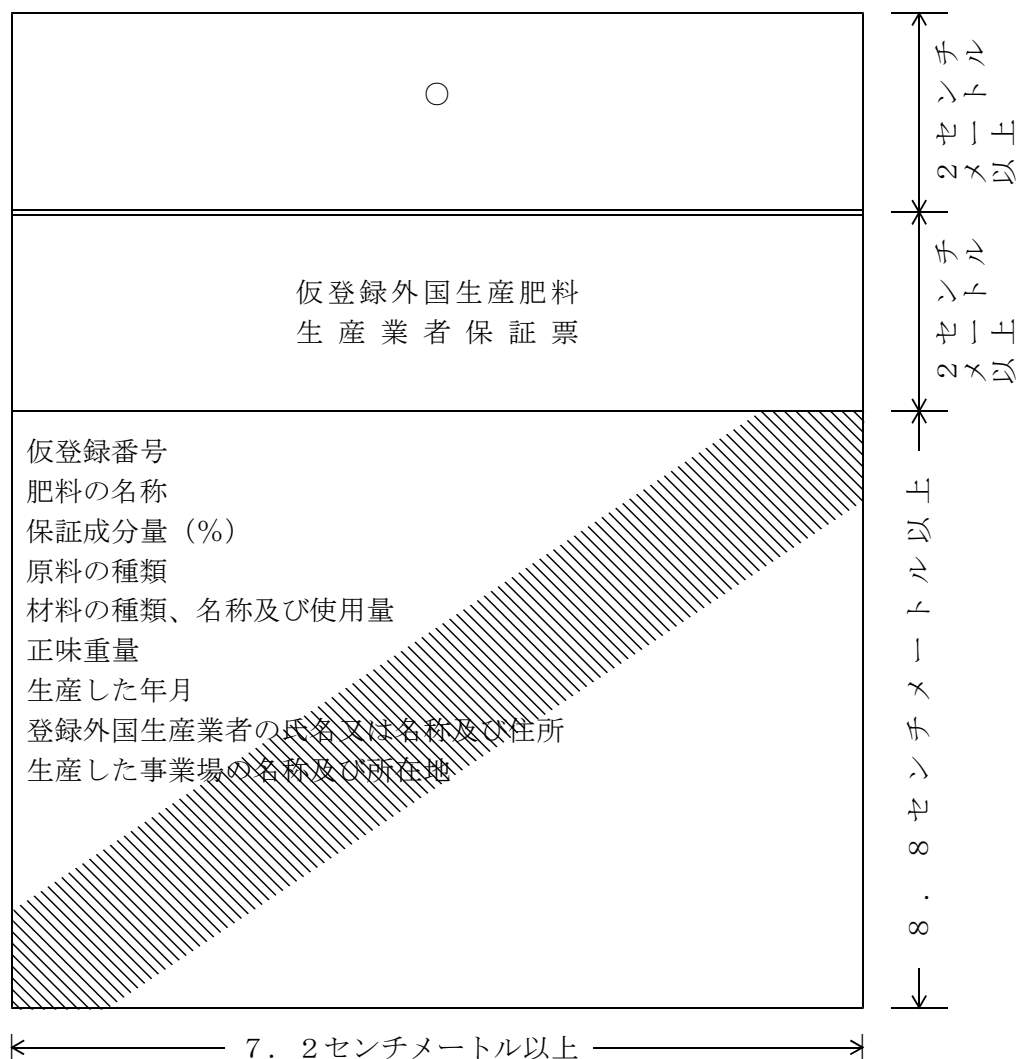 ○
2センチ
メートル
以上
仮登録外国生産肥料
生産業者保証票
2センチ
メートル
以上
仮登録番号
肥料の名称
保証成分量（%）
原料の種類
材料の種類、名称及び使用量
正味重量
生産した年月
登録外国生産業者の氏名又は名称及び住所
生産した事業場の名称及び所在地
8．8センチメートル以上
7．2センチメートル以上